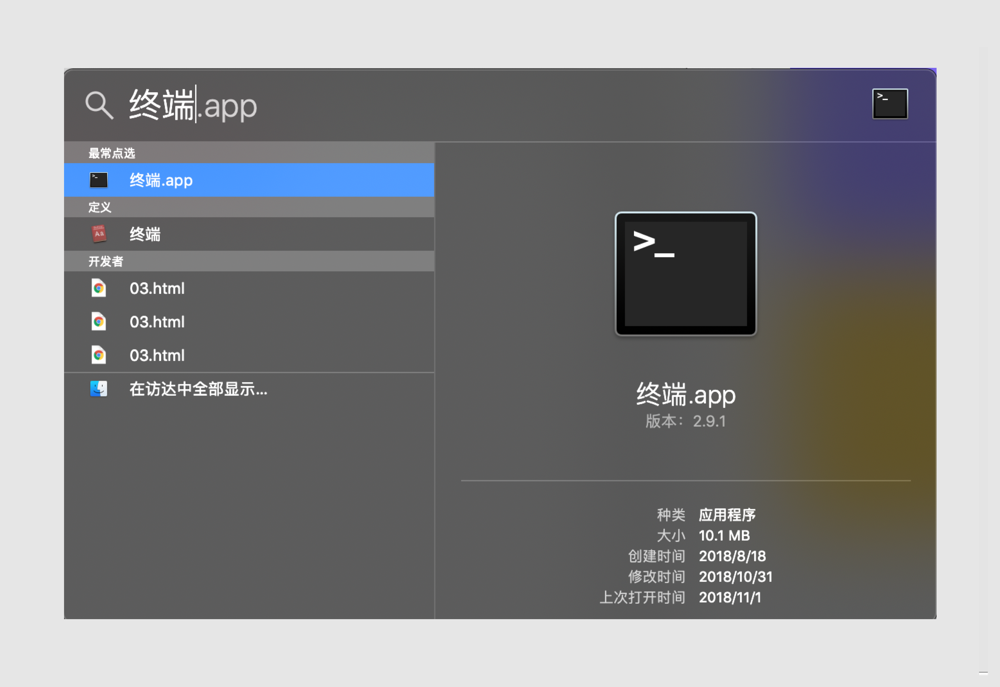 终端.app
最常点选
终端.app
定义
终端
开发者
03.html
03.html
03.html
在访达中全部显示...
>_
终端.app
版本：2.9.1
种类 应用程序
大小 10.1 MB
创建时间 2018/8/18
修改时间 2018/10/31
上次打开时间 2018/11/1